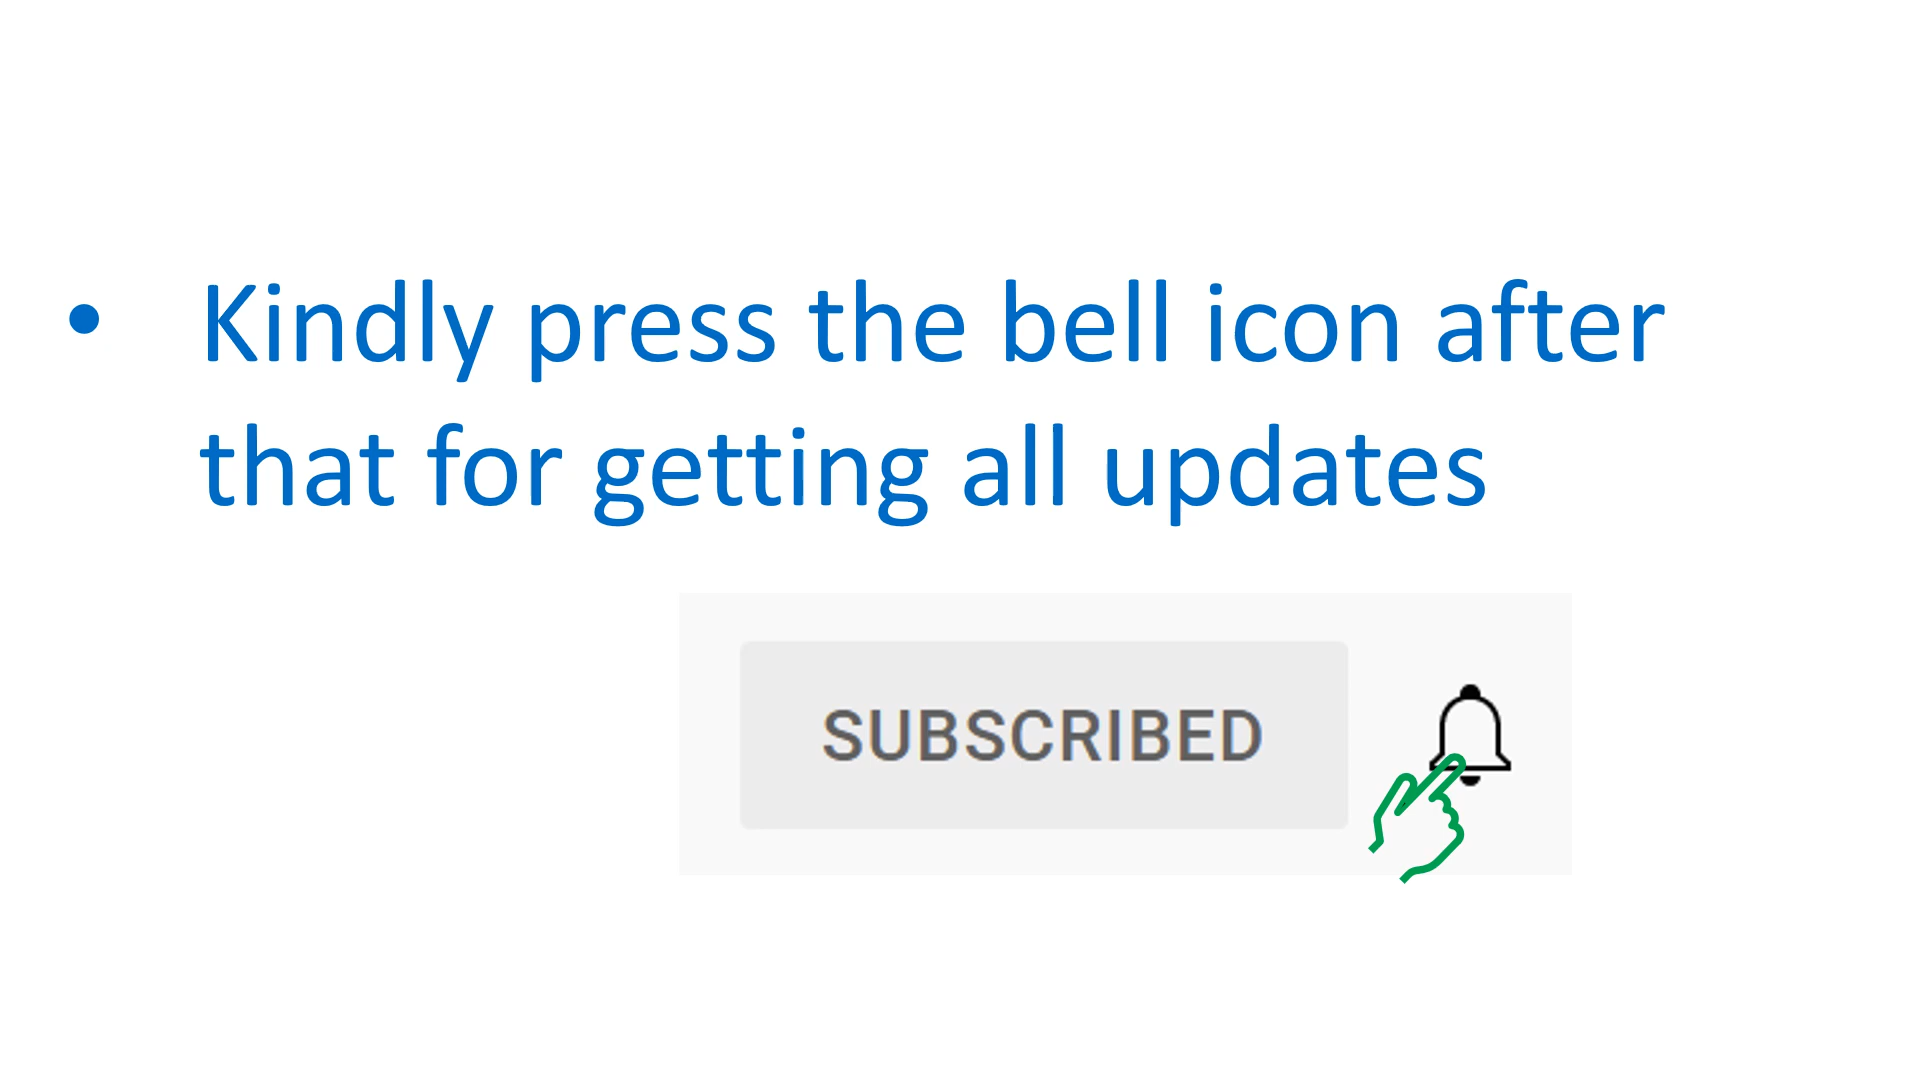 • Kindly press the bell icon after
that for getting all updates
SUBSCRIBED